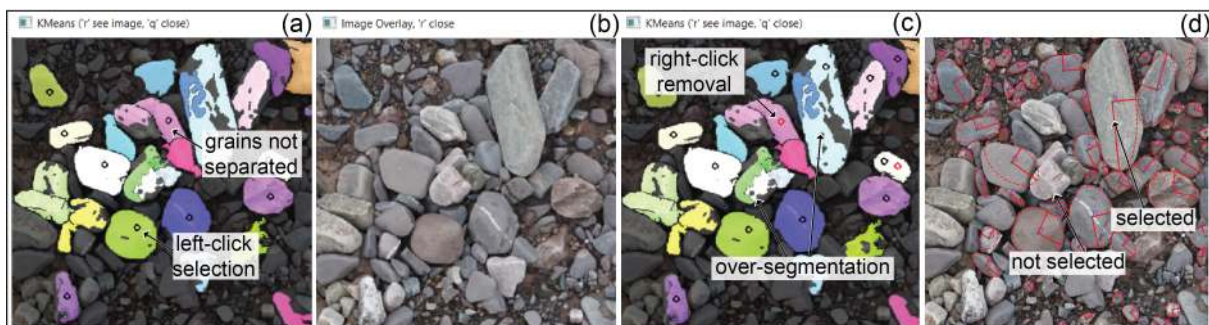 KMeans ('r' see image, 'q' close)
(a)
Image Overlay, 'r' close
(b)
KMeans ('r' see image, 'q' close)
(c)
(d)
grains not
separated
left-click
selection
right-click
removal
over-segmentation
selected
not selected